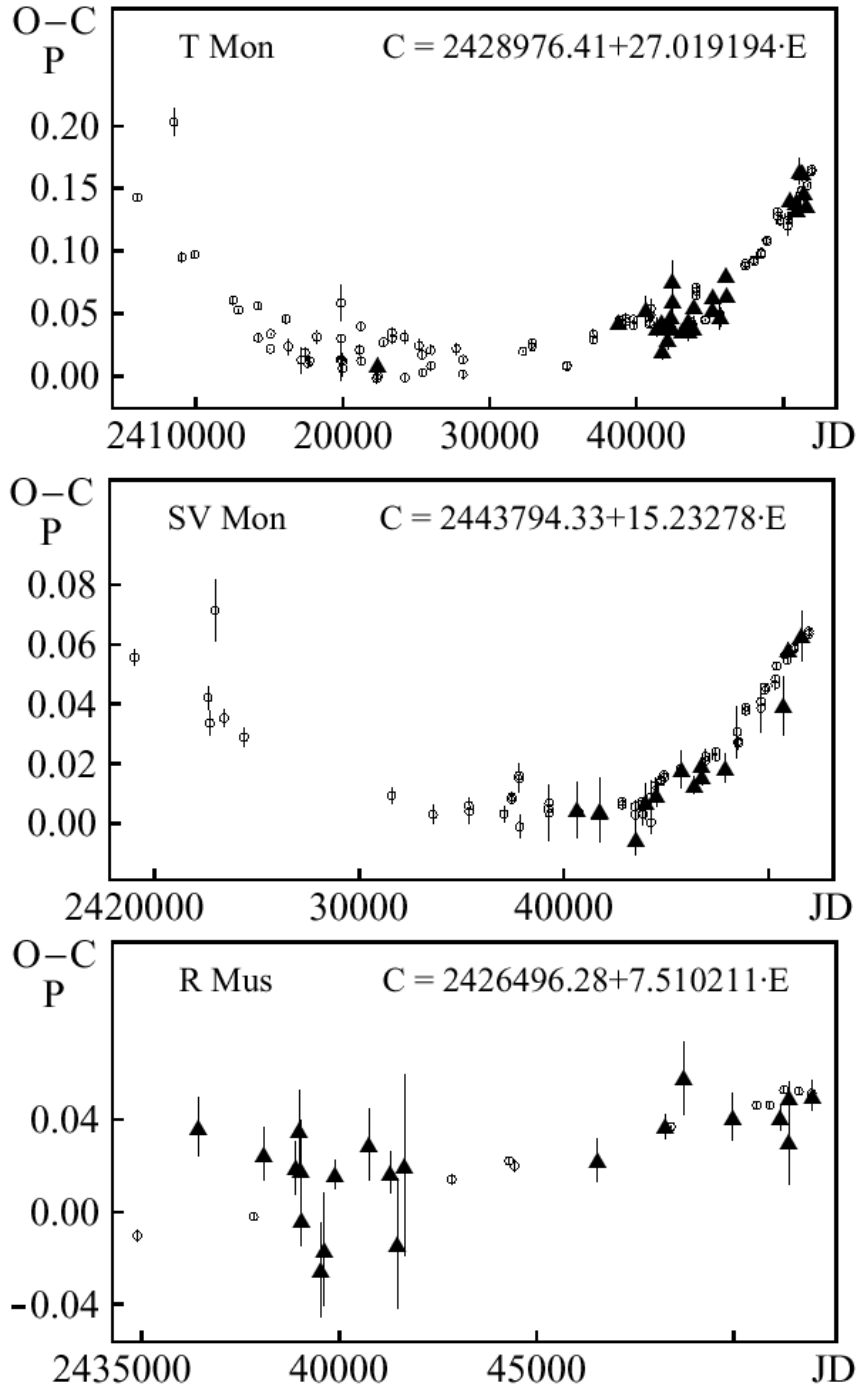 O–C
P
T Mon C = 2428976.41+27.019194·E
0.20
0.15
0.10
0.05
0.00
2410000 20000 30000 40000 JD
O–C
P
SV Mon C = 2443794.33+15.23278·E
0.08
0.06
0.04
0.02
0.00
2420000 30000 40000 JD
O–C
P
R Mus C = 2426496.28+7.510211·E
0.04
0.00
-0.04
2435000 40000 45000 JD